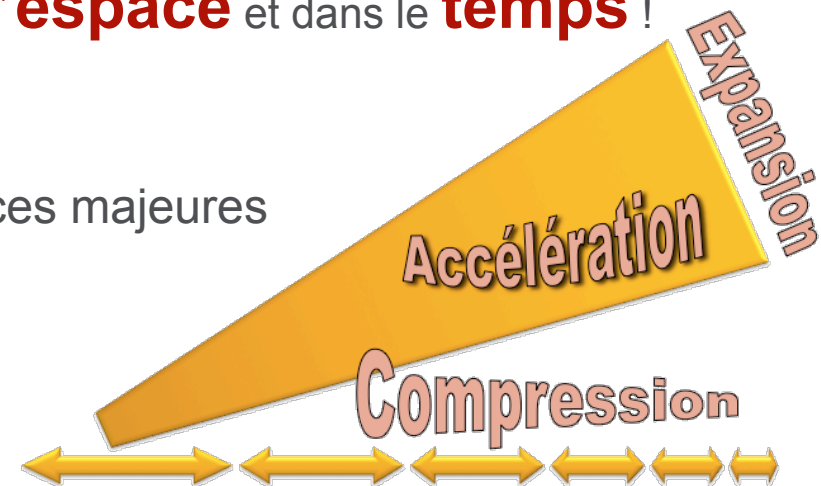 'espace et dans le temps !
Expansion
ces majeures
Accélération
Compression